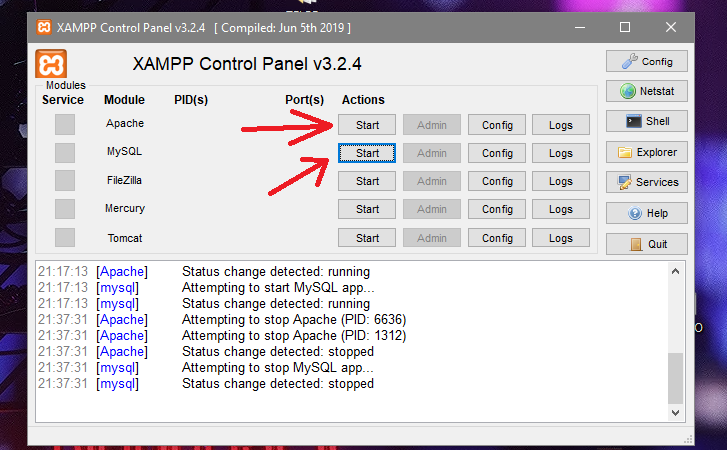 XAMPP Control Panel v3.2.4 [ Compiled: Jun 5th 2019 ]
XAMPP Control Panel v3.2.4
Config
Modules
Service Module PID(s) Port(s) Actions
Netstat
Apache Start Admin Config Logs
Shell
MySQL Start Admin Config Logs
Explorer
FileZilla Start Admin Config Logs
Services
Mercury Start Admin Config Logs
Help
Tomcat Start Admin Config Logs
Quit
21:17:13 [Apache] Status change detected: running
21:17:13 [mysql] Attempting to start MySQL app...
21:17:13 [mysql] Status change detected: running
21:37:31 [Apache] Attempting to stop Apache (PID: 6636)
21:37:31 [Apache] Attempting to stop Apache (PID: 1312)
21:37:31 [Apache] Status change detected: stopped
21:37:31 [mysql] Attempting to stop MySQL app...
21:37:31 [mysql] Status change detected: stopped